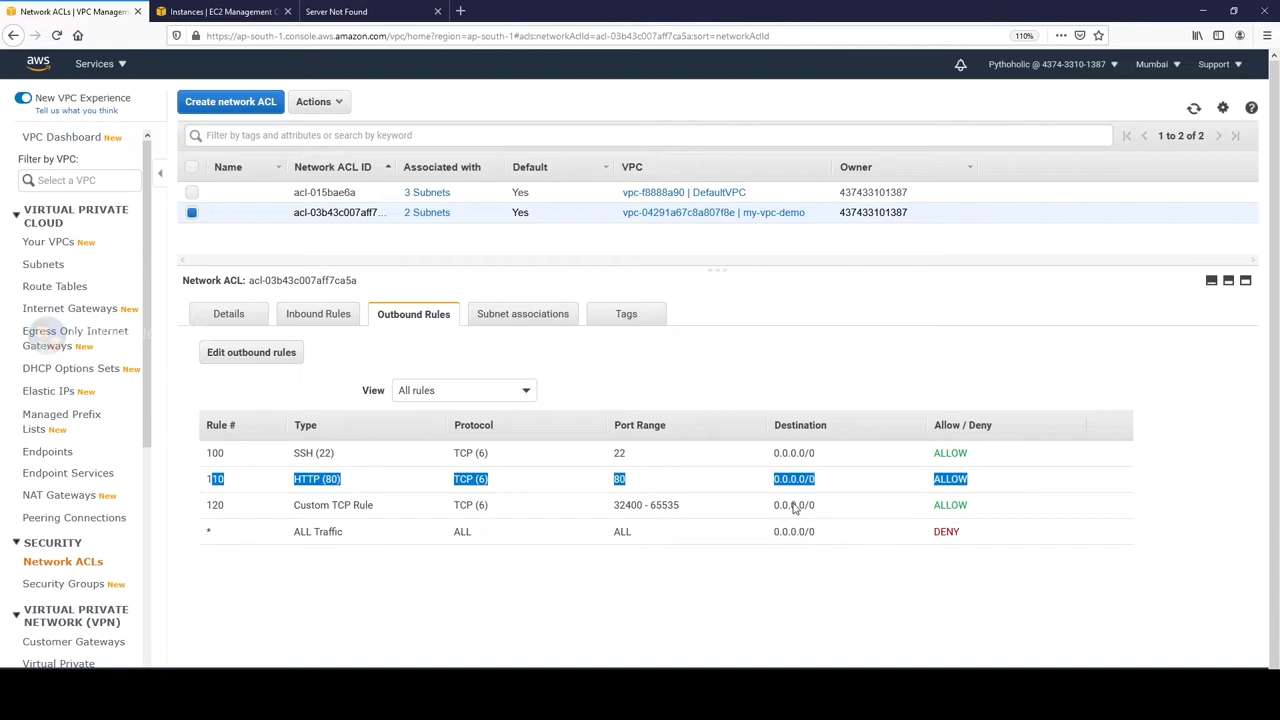 Network ACLs | VPC Managem
Instances | EC2 Management C
Server Not Found
https://ap-south-1.console.aws.amazon.com/vpc/home?region=ap-south-1#acls:networkAclId=acl-03b43c007aff7ca5a;sort=networkAclId
110%
aws
Services
Pythoholic @ 4374-3310-1387
Mumbai
Support
New VPC Experience
Tell us what you think
Create network ACL
Actions
VPC Dashboard New
Filter by VPC:
Select a VPC
Filter by tags and attributes or search by keyword
1 to 2 of 2
Name Network ACL ID Associated with Default VPC Owner
acl-015bae6a 3 Subnets Yes vpc-f8888a90 | DefaultVPC 437433101387
acl-03b43c007aff7... 2 Subnets Yes vpc-04291a67c8a807f8e | my-vpc-demo 437433101387
VIRTUAL PRIVATE
CLOUD
Your VPCs New
Subnets
Route Tables
Internet Gateways New
Egress Only Internet
Gateways New
DHCP Options Sets New
Elastic IPs New
Managed Prefix
Lists New
Endpoints
Endpoint Services
NAT Gateways New
Peering Connections
SECURITY
Network ACLs
Security Groups New
VIRTUAL PRIVATE
NETWORK (VPN)
Customer Gateways
Virtual Private
Network ACL: acl-03b43c007aff7ca5a
Details
Inbound Rules
Outbound Rules
Subnet associations
Tags
Edit outbound rules
View All rules
Rule # Type Protocol Port Range Destination Allow / Deny
100 SSH (22) TCP (6) 22 0.0.0.0/0 ALLOW
110 HTTP (80) TCP (6) 80 0.0.0.0/0 ALLOW
120 Custom TCP Rule TCP (6) 32400 - 65535 0.0.0.0/0 ALLOW
* ALL Traffic ALL ALL 0.0.0.0/0 DENY